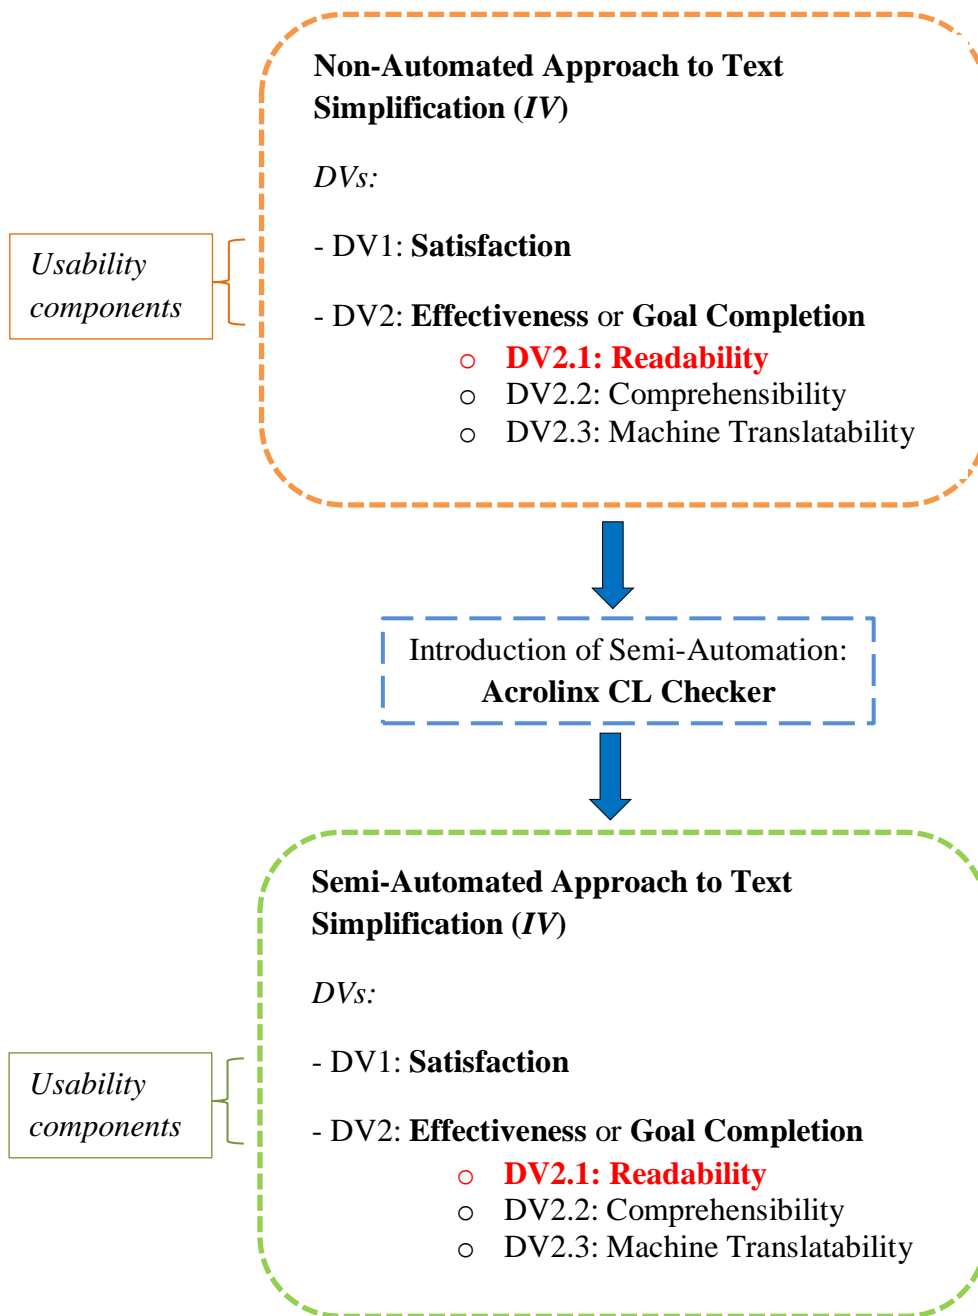 Non-Automated Approach to Text
Simplification (IV)
DVs:
- DV1: Satisfaction
Usability
components
- DV2: Effectiveness or Goal Completion
o DV2.1: Readability
o DV2.2: Comprehensibility
o DV2.3: Machine Translatability
Introduction of Semi-Automation:
Acrolinx CL Checker
Semi-Automated Approach to Text
Simplification (IV)
DVs:
- DV1: Satisfaction
Usability
components
- DV2: Effectiveness or Goal Completion
o DV2.1: Readability
o DV2.2: Comprehensibility
o DV2.3: Machine Translatability